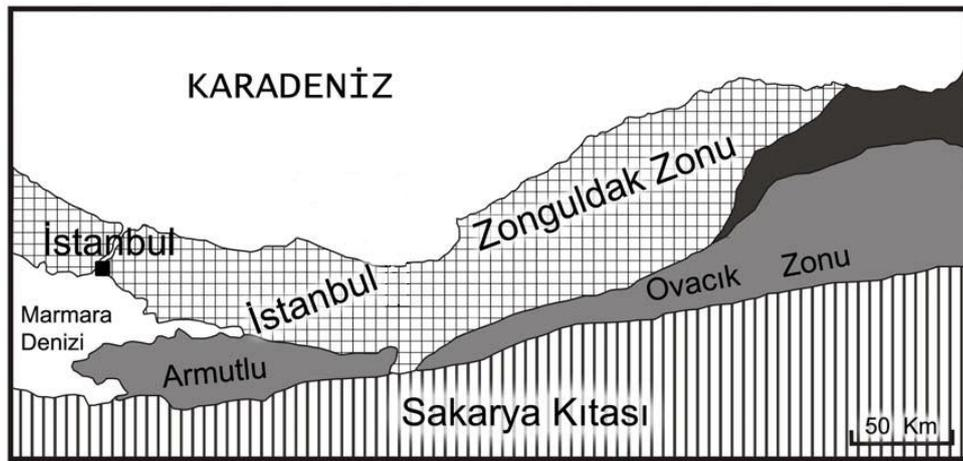 KARADENİZ
İstanbul
Zonguldak Zonu
İstanbul
Ovacık Zonu
Marmara
Denizi
Armutlu
Sakarya Kıtası
50 Km